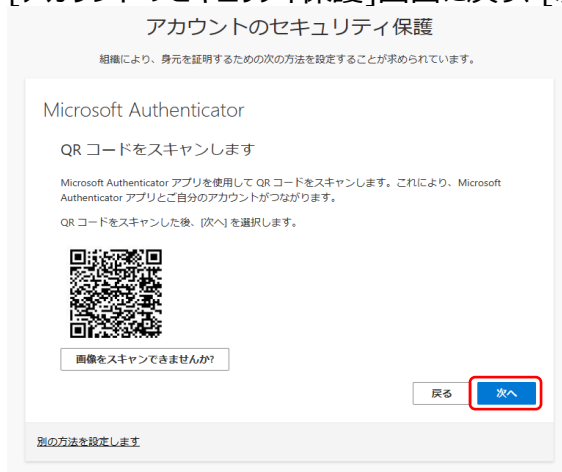 アカウントのセキュリティ保護
組織により、身元を証明するための次の方法を設定することが求められています。
Microsoft Authenticator
QR コードをスキャンします
Microsoft Authenticator アプリを使用して QR コードをスキャンします。これにより、Microsoft
Authenticator アプリとご自分のアカウントがつながります。
QR コードをスキャンした後、[次へ] を選択します。
画像をスキャンできませんか?
戻る 次へ
別の方法を設定します